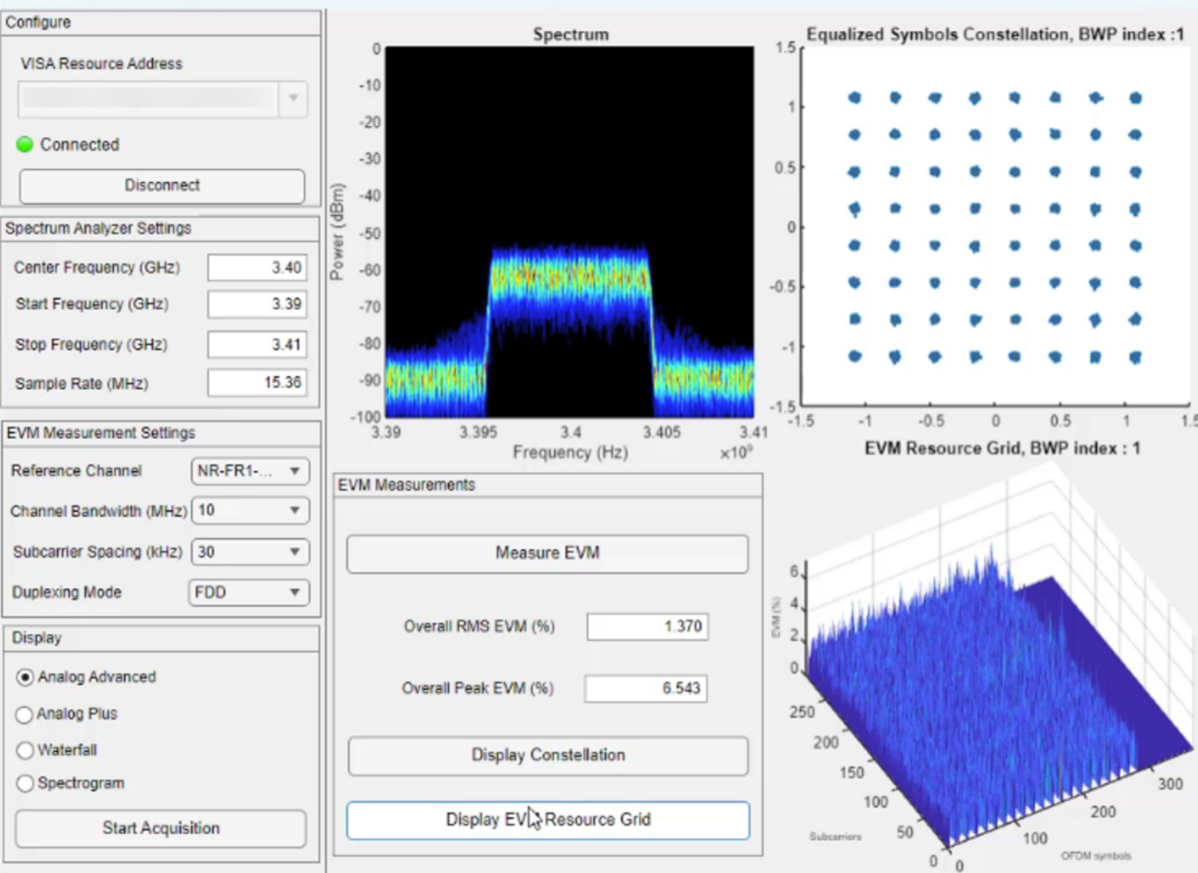 Configure
VISA Resource Address
Connected
Disconnect
Spectrum Analyzer Settings
Center Frequency (GHz) 3.40
Start Frequency (GHz) 3.39
Stop Frequency (GHz) 3.41
Sample Rate (MHz) 15.36
EVM Measurement Settings
Reference Channel NR-FR1-...
Channel Bandwidth (MHz) 10
Subcarrier Spacing (kHz) 30
Duplexing Mode FDD
Display
Analog Advanced
Analog Plus
Waterfall
Spectrogram
Start Acquisition
Spectrum
0
-10
-20
-30
-40
-50
-60
-70
-80
-90
-100
Power (dBm)
3.39 3.395 3.4 3.405 3.41
Frequency (Hz) ×10⁹
EVM Measurements
Measure EVM
Overall RMS EVM (%) 1.370
Overall Peak EVM (%) 6.543
Display Constellation
Display EVM Resource Grid
Equalized Symbols Constellation, BWP index :1
1.5
1
0.5
0
-0.5
-1
-1.5
-1.5 -1 -0.5 0 0.5 1 1.5
EVM Resource Grid, BWP index : 1
EVM (%)
6
4
2
0
250
200
150
100
50
0
Subcarriers
0 100 200 300
OFDM symbols